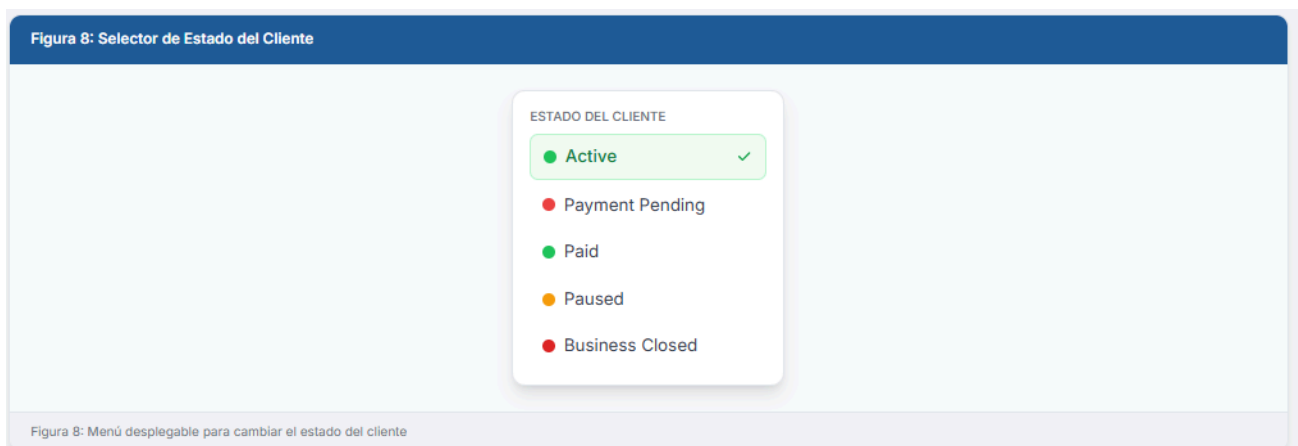 Figura 8: Selector de Estado del Cliente
ESTADO DEL CLIENTE
Active
Payment Pending
Paid
Paused
Business Closed
Figura 8: Menú desplegable para cambiar el estado del cliente